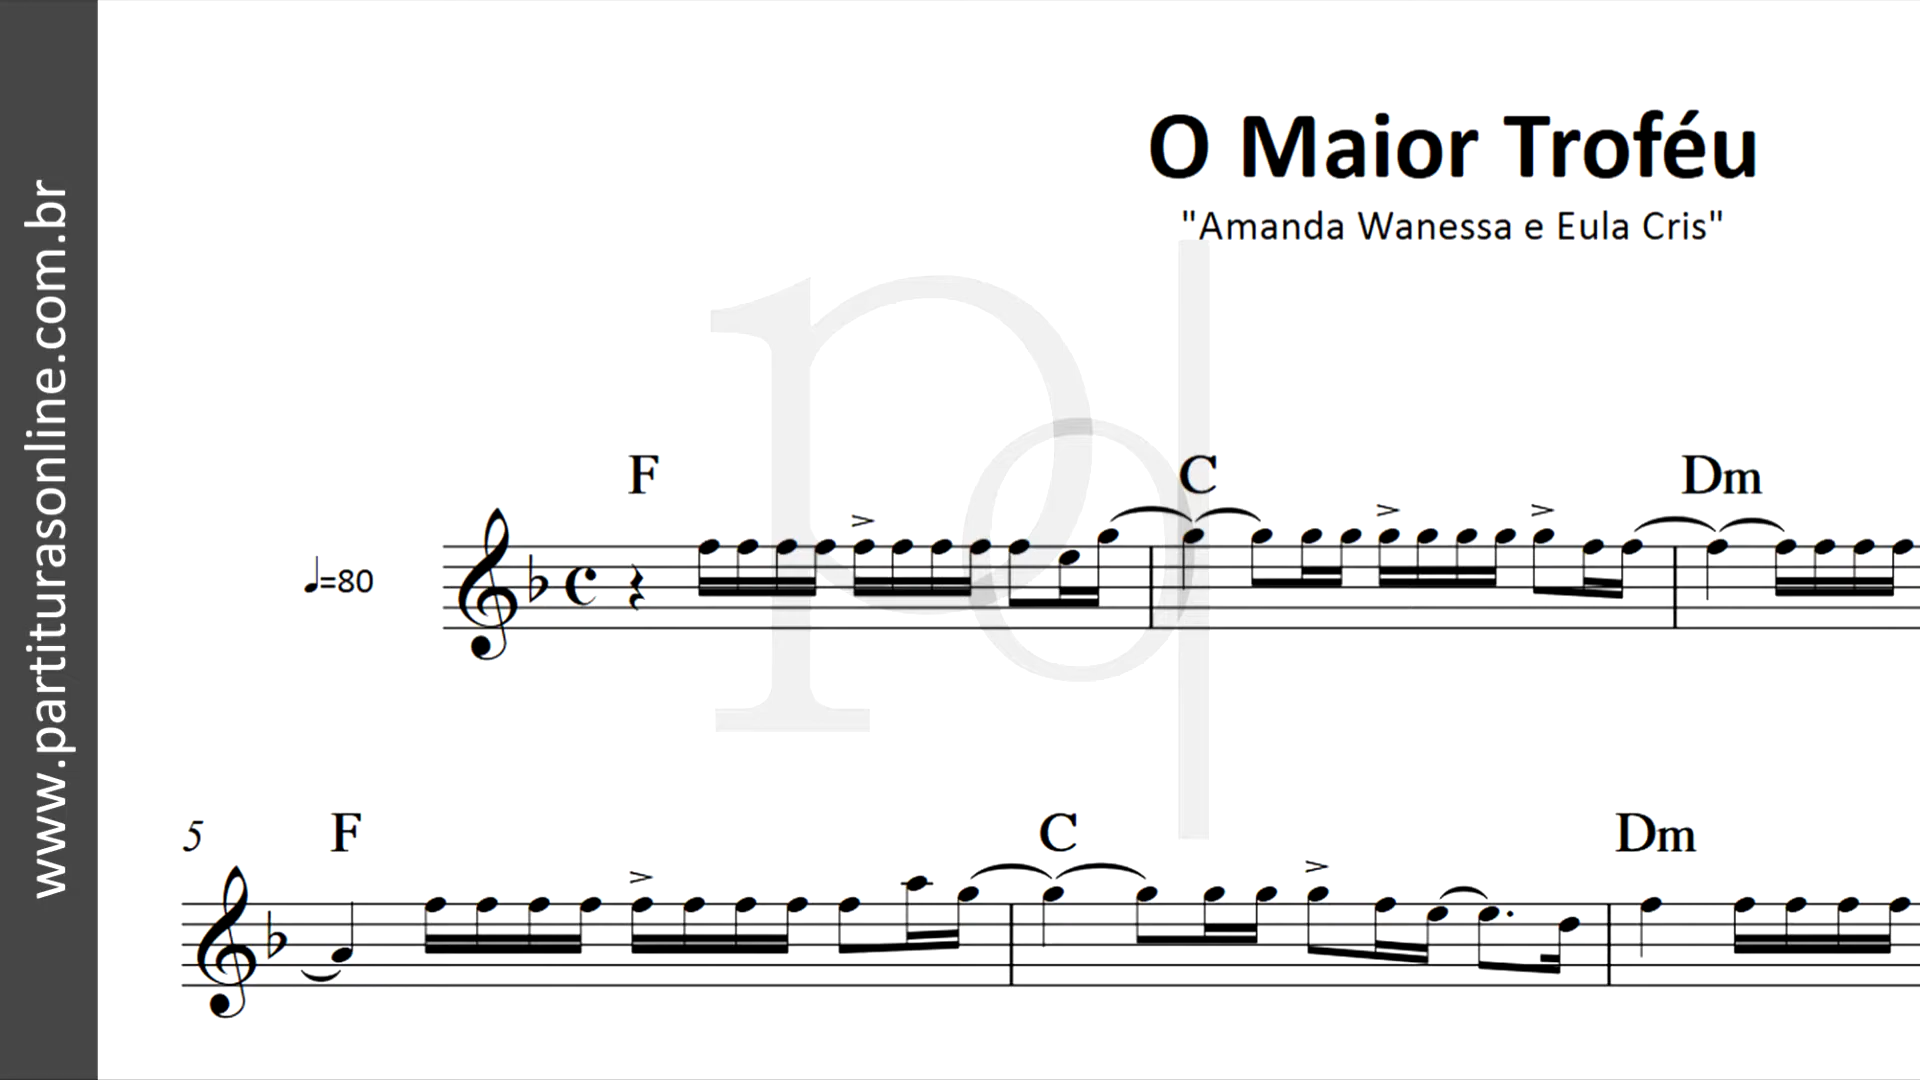 www.partiturasonline.com.br
O Maior Troféu
"Amanda Wanessa e Eula Cris"
F C Dm
=80
5 F C Dm